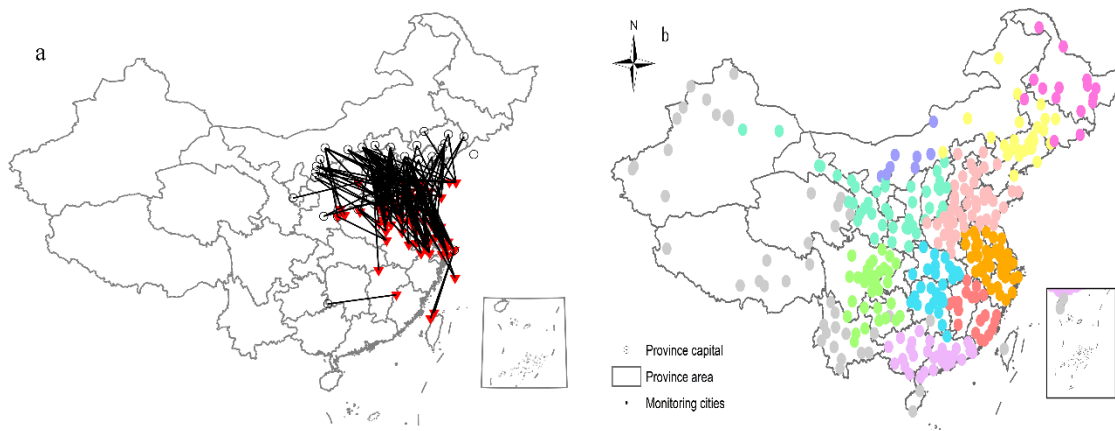 a
N
b
Province capital
Province area
Monitoring cities